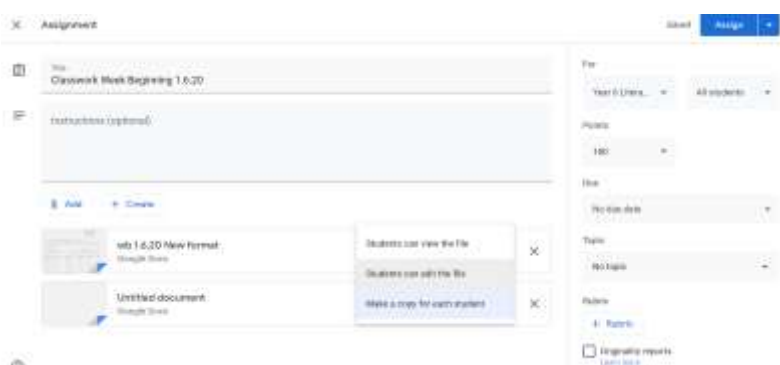 Assignment
Saved
Assign
Title
Classwork Week Beginning 1.6.20
Instructions (optional)
Add
+ Create
wb 1.6.20 New format
Google Docs
Untitled document
Google Docs
Students can view the file
Students can edit the file
Make a copy for each student
For
Year 6 Litera...
All students
Points
100
Due
No due date
Topic
No topic
Rubric
+ Rubric
Originality reports
Learn more